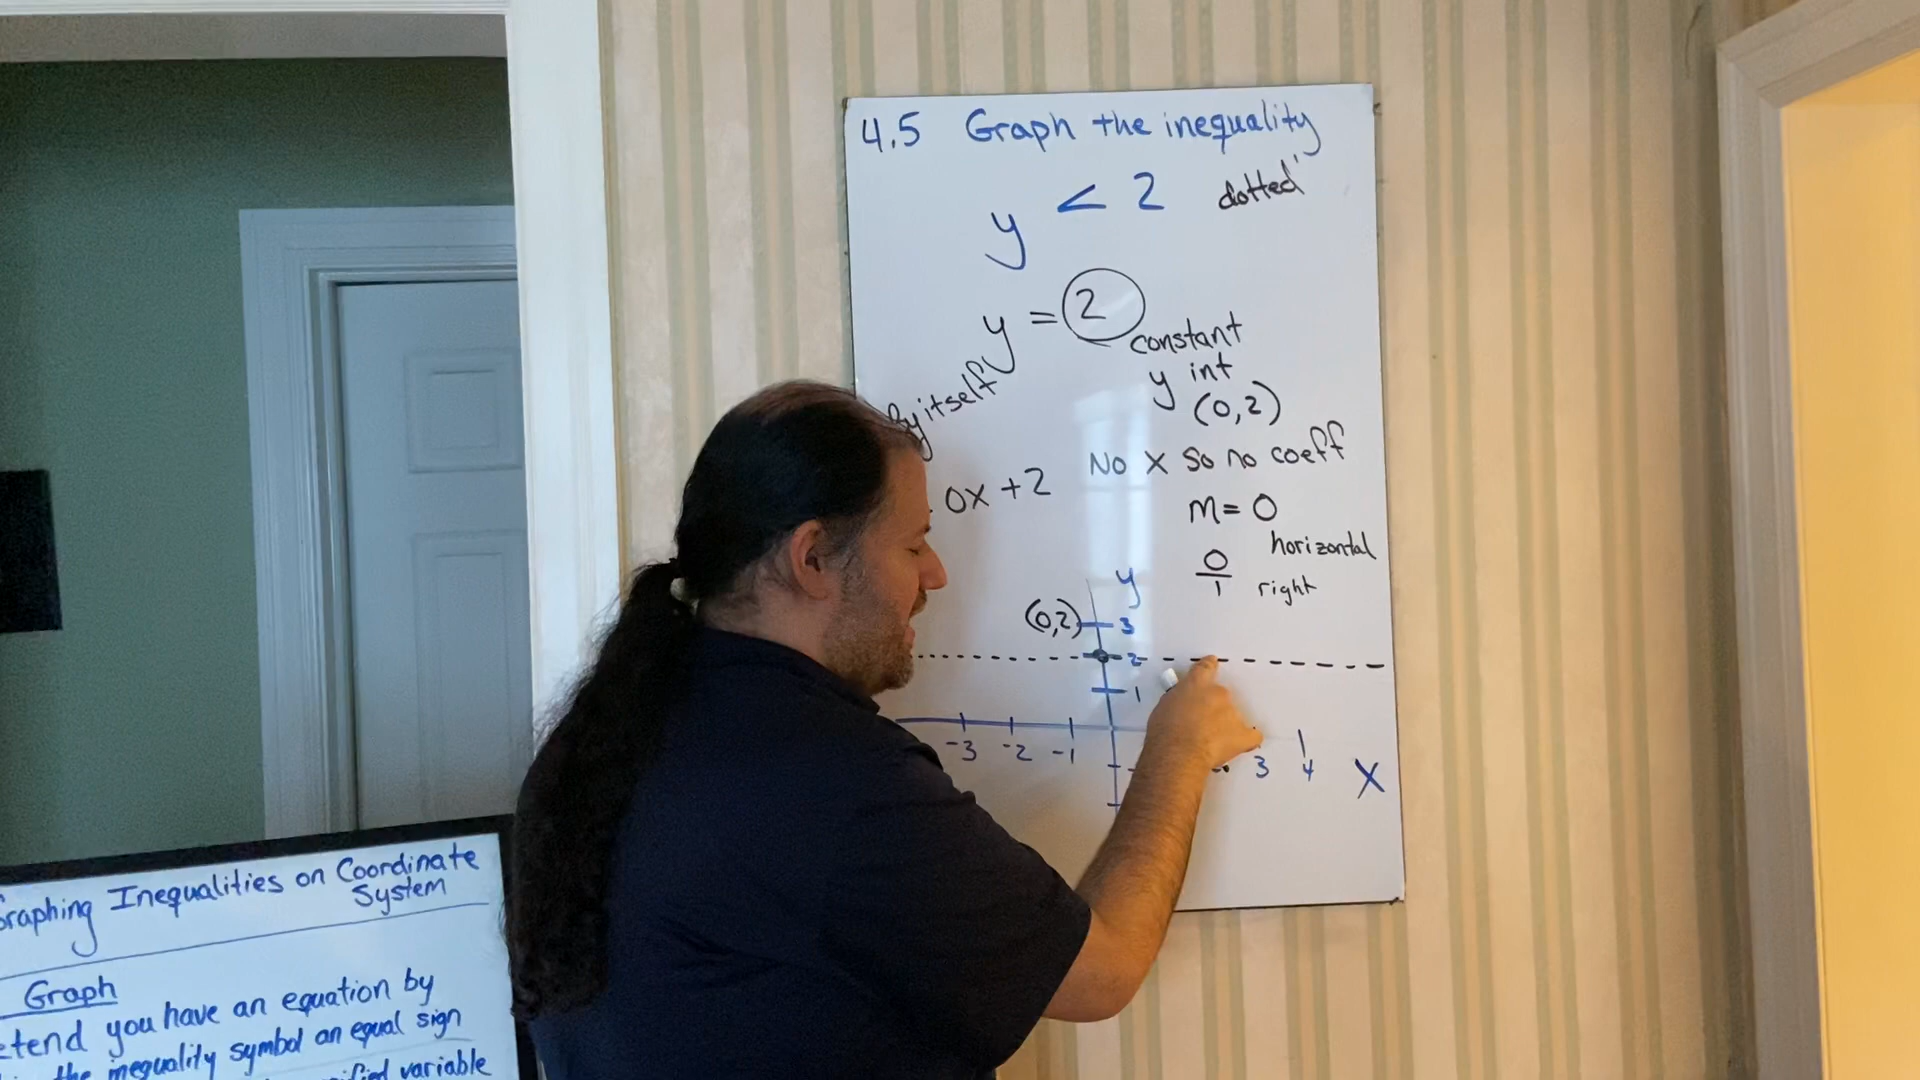 4.5 Graph the inequality
y < 2 dotted
y = 2
constant
y int
(0,2)
by itself
0x + 2
No x so no coeff
m = 0
horizontal
0/1 right
y
(0,2) 3
2
1
-3 -2 -1 3 4 X
Graphing Inequalities on Coordinate
System
Graph
you have an equation by
the inequality symbol an equal sign
variable